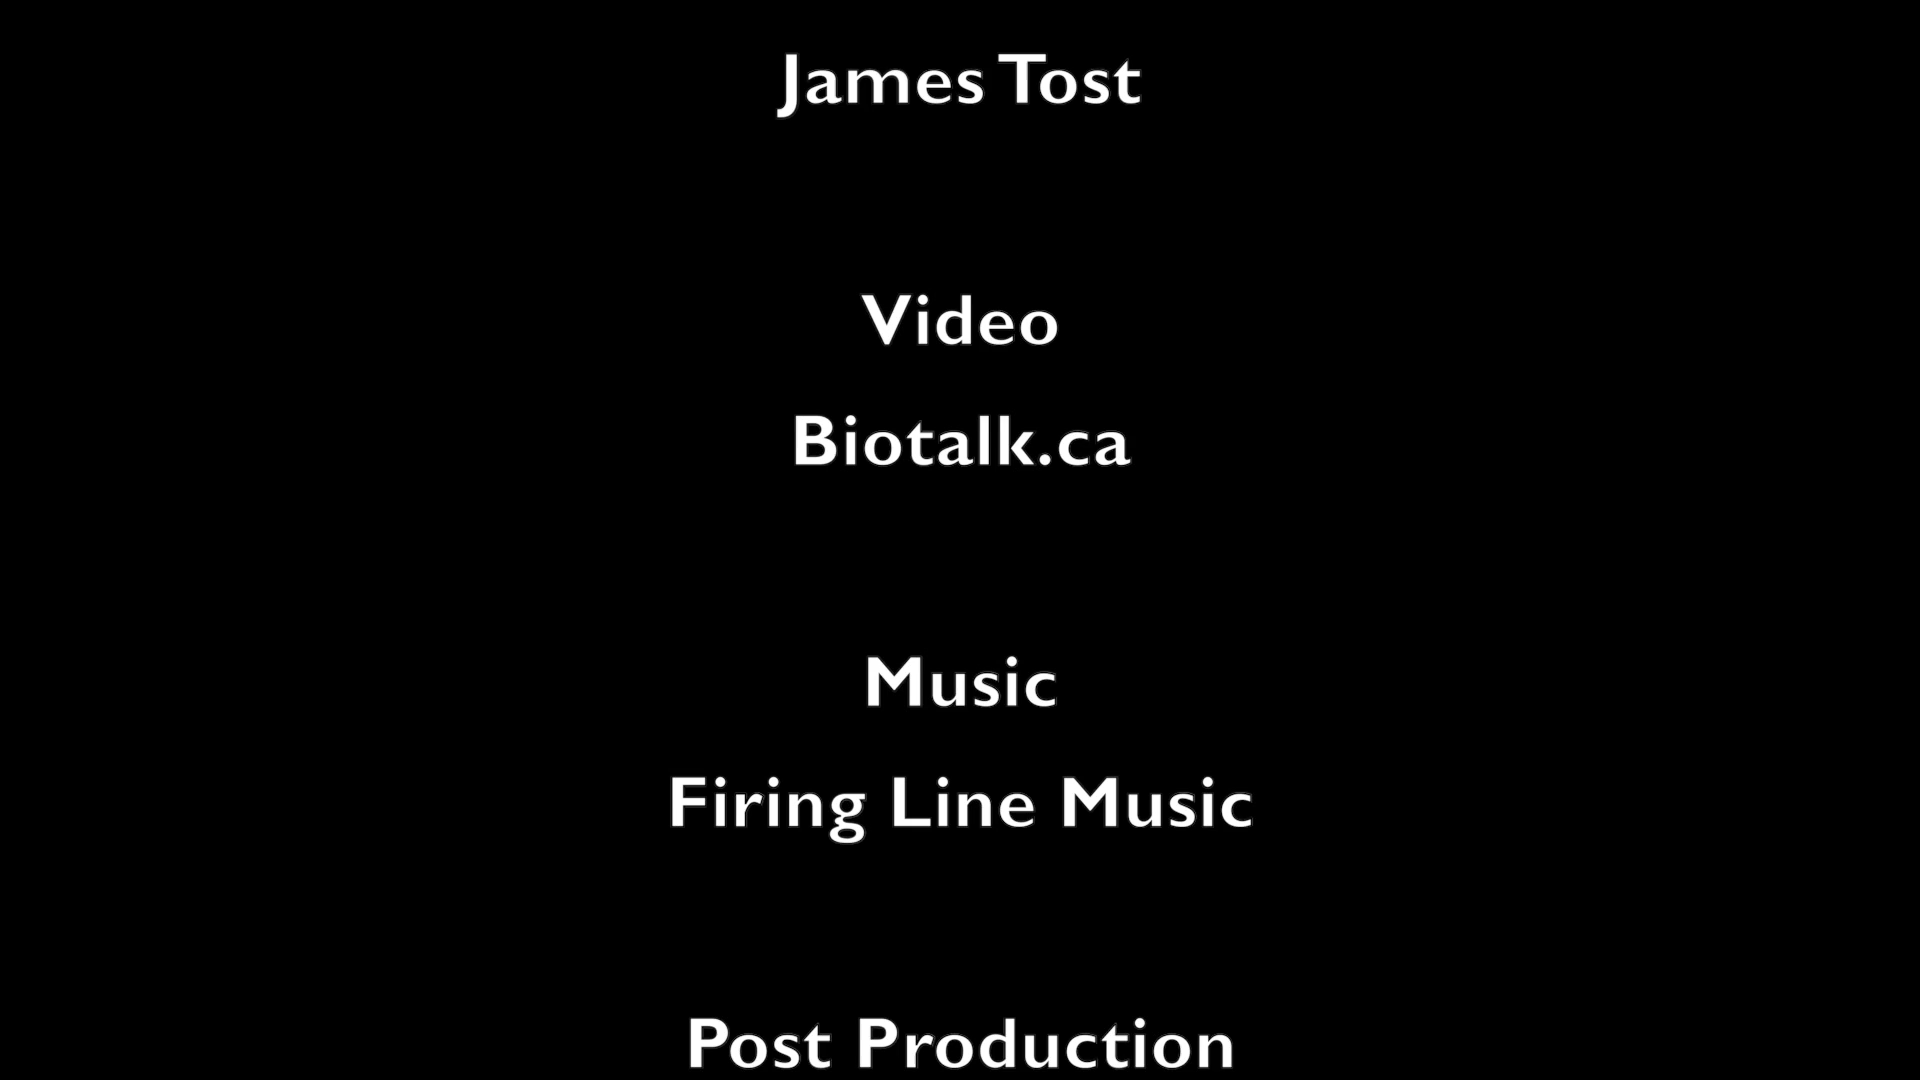 James Tost
Video
Biotalk.ca
Music
Firing Line Music
Post Production